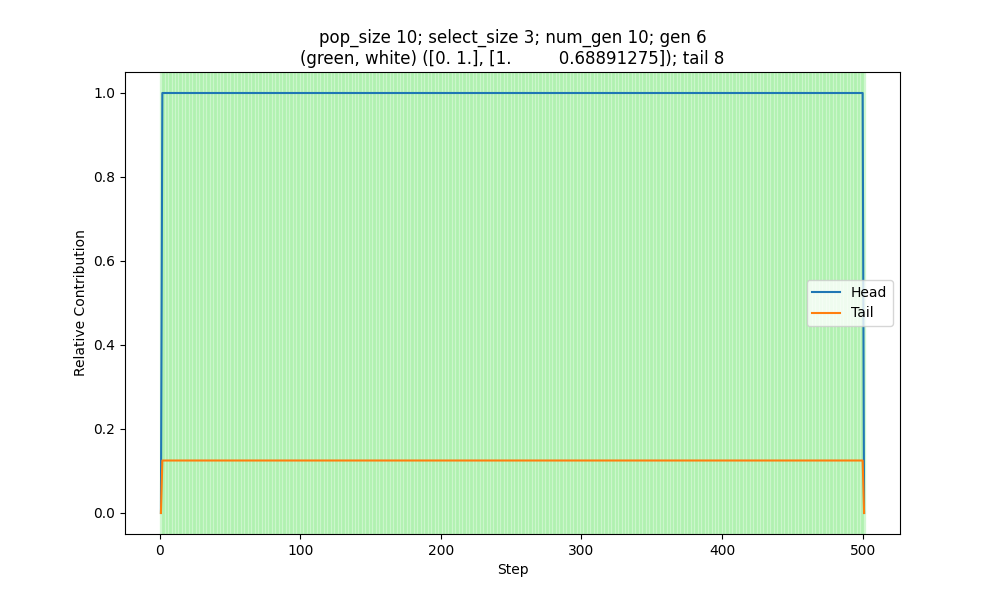 pop_size 10; select_size 3; num_gen 10; gen 6
(green, white) ([0. 1.], [1.         0.68891275]); tail 8
1.0
0.8
0.6
0.4
0.2
0.0
Relative Contribution
Head
Tail
0
100
200
300
400
500
Step